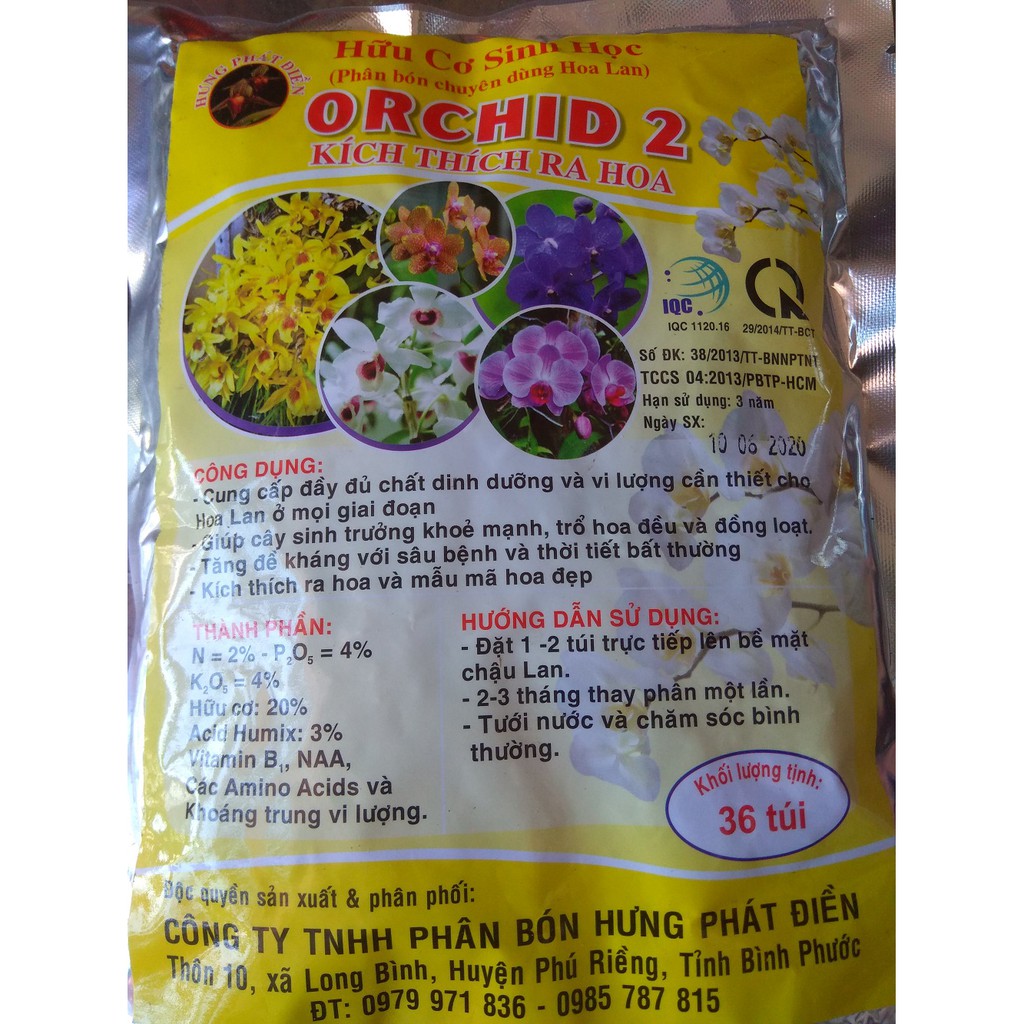 HƯNG PHÁT ĐIỀN
Hữu Cơ Sinh Học
(Phân bón chuyên dùng Hoa Lan)
ORCHID 2
KÍCH THÍCH RA HOA
IQC
IQC 1120.16
29/2014/TT-BCT
Số ĐK: 38/2013/TT-BNNPTNT
TCCS 04:2013/PBTP-HCM
Hạn sử dụng: 3 năm
Ngày SX:
10 06 2020
CÔNG DỤNG:
- Cung cấp đầy đủ chất dinh dưỡng và vi lượng cần thiết cho
Hoa Lan ở mọi giai đoạn
- Giúp cây sinh trưởng khoẻ mạnh, trổ hoa đều và đồng loạt.
- Tăng đề kháng với sâu bệnh và thời tiết bất thường
- Kích thích ra hoa và mẫu mã hoa đẹp
THÀNH PHẦN:
N = 2% - P₂O₅ = 4%
K₂O₅ = 4%
Hữu cơ: 20%
Acid Humix: 3%
Vitamin B₁, NAA,
Các Amino Acids và
Khoáng trung vi lượng.
HƯỚNG DẪN SỬ DỤNG:
- Đặt 1 -2 túi trực tiếp lên bề mặt
chậu Lan.
- 2-3 tháng thay phân một lần.
- Tưới nước và chăm sóc bình
thường.
Khối lượng tịnh:
36 túi
Độc quyền sản xuất & phân phối:
CÔNG TY TNHH PHÂN BÓN HƯNG PHÁT ĐIỀN
Thôn 10, xã Long Bình, Huyện Phú Riềng, Tỉnh Bình Phước
ĐT: 0979 971 836 - 0985 787 815